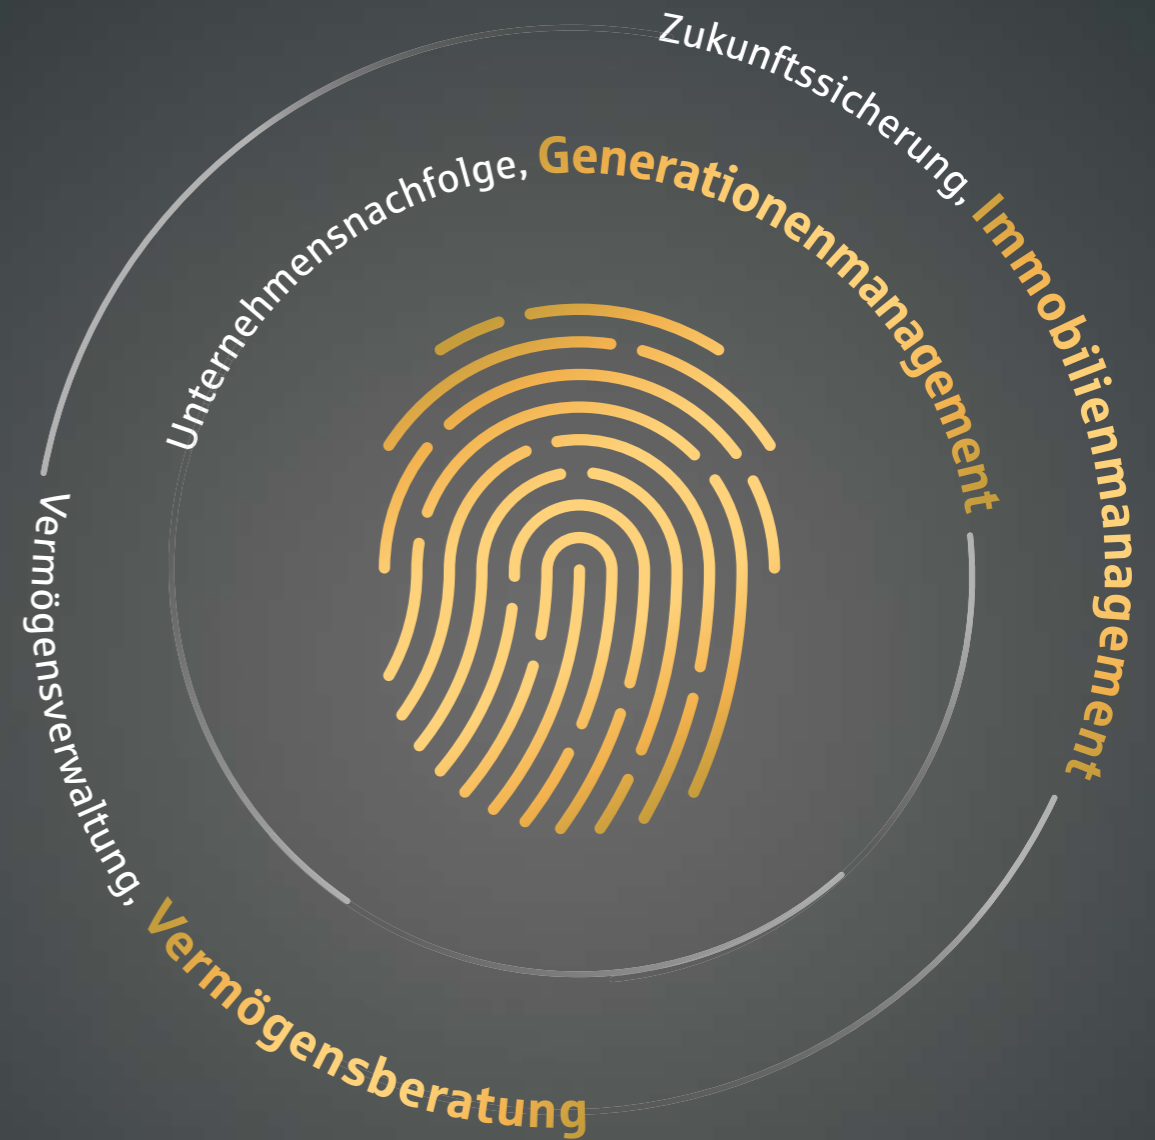 Zukunftssicherung, Immobilienmanagement
Unternehmensnachfolge, Generationenmanagement
Vermögensverwaltung, Vermögensberatung